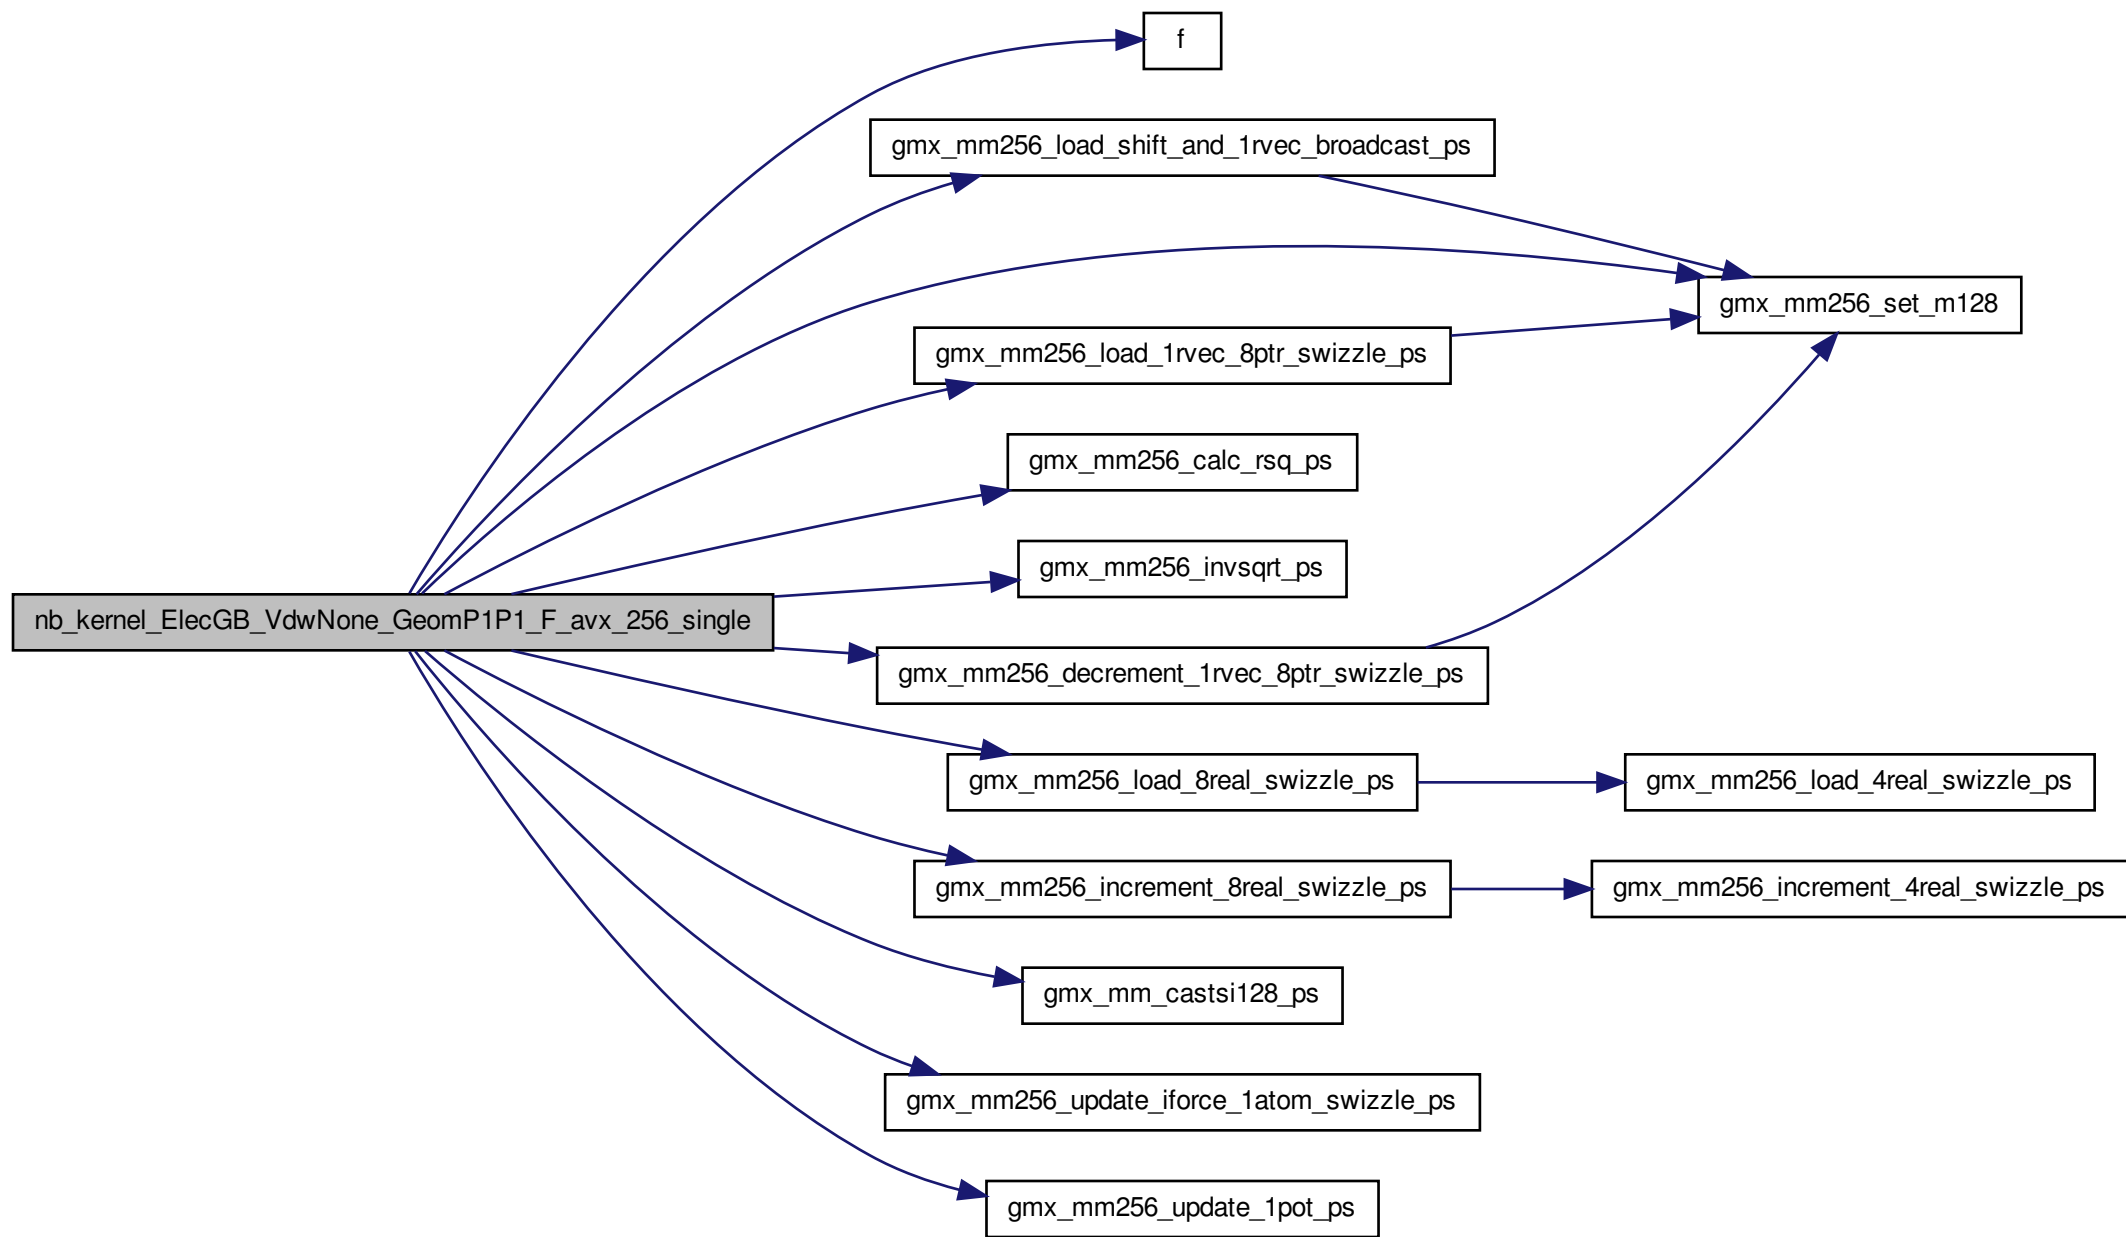 f
gmx_mm256_load_shift_and_1rvec_broadcast_ps
gmx_mm256_set_m128
gmx_mm256_load_1rvec_8ptr_swizzle_ps
gmx_mm256_calc_rsq_ps
gmx_mm256_invsqrt_ps
nb_kernel_ElecGB_VdwNone_GeomP1P1_F_avx_256_single
gmx_mm256_decrement_1rvec_8ptr_swizzle_ps
gmx_mm256_load_8real_swizzle_ps
gmx_mm256_load_4real_swizzle_ps
gmx_mm256_increment_8real_swizzle_ps
gmx_mm256_increment_4real_swizzle_ps
gmx_mm_castsi128_ps
gmx_mm256_update_iforce_1atom_swizzle_ps
gmx_mm256_update_1pot_ps